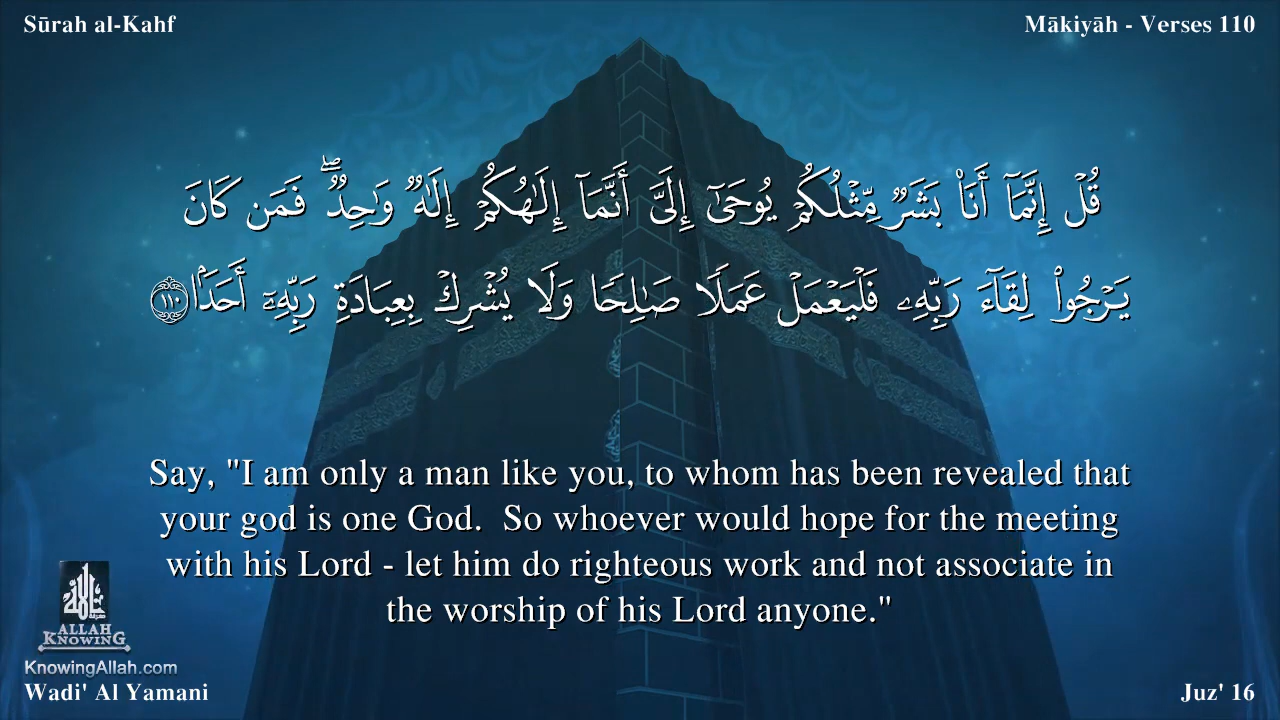 Sūrah al-Kahf
Mākiyāh - Verses 110
قُلْ إِنَّمَآ أَنَا۠ بَشَرٌ مِّثْلُكُمْ يُوحَىٰٓ إِلَىَّ أَنَّمَآ إِلَٰهُكُمْ إِلَٰهٌ وَٰحِدٌ ۖ فَمَن كَانَ
يَرْجُوا۟ لِقَآءَ رَبِّهِۦ فَلْيَعْمَلْ عَمَلًا صَٰلِحًا وَلَا يُشْرِكْ بِعِبَادَةِ رَبِّهِۦٓ أَحَدًۢا ١١٠
Say, "I am only a man like you, to whom has been revealed that
your god is one God.  So whoever would hope for the meeting
with his Lord - let him do righteous work and not associate in
the worship of his Lord anyone."
ALLAH
KNOWING
KnowingAllah.com
Wadi' Al Yamani
Juz' 16